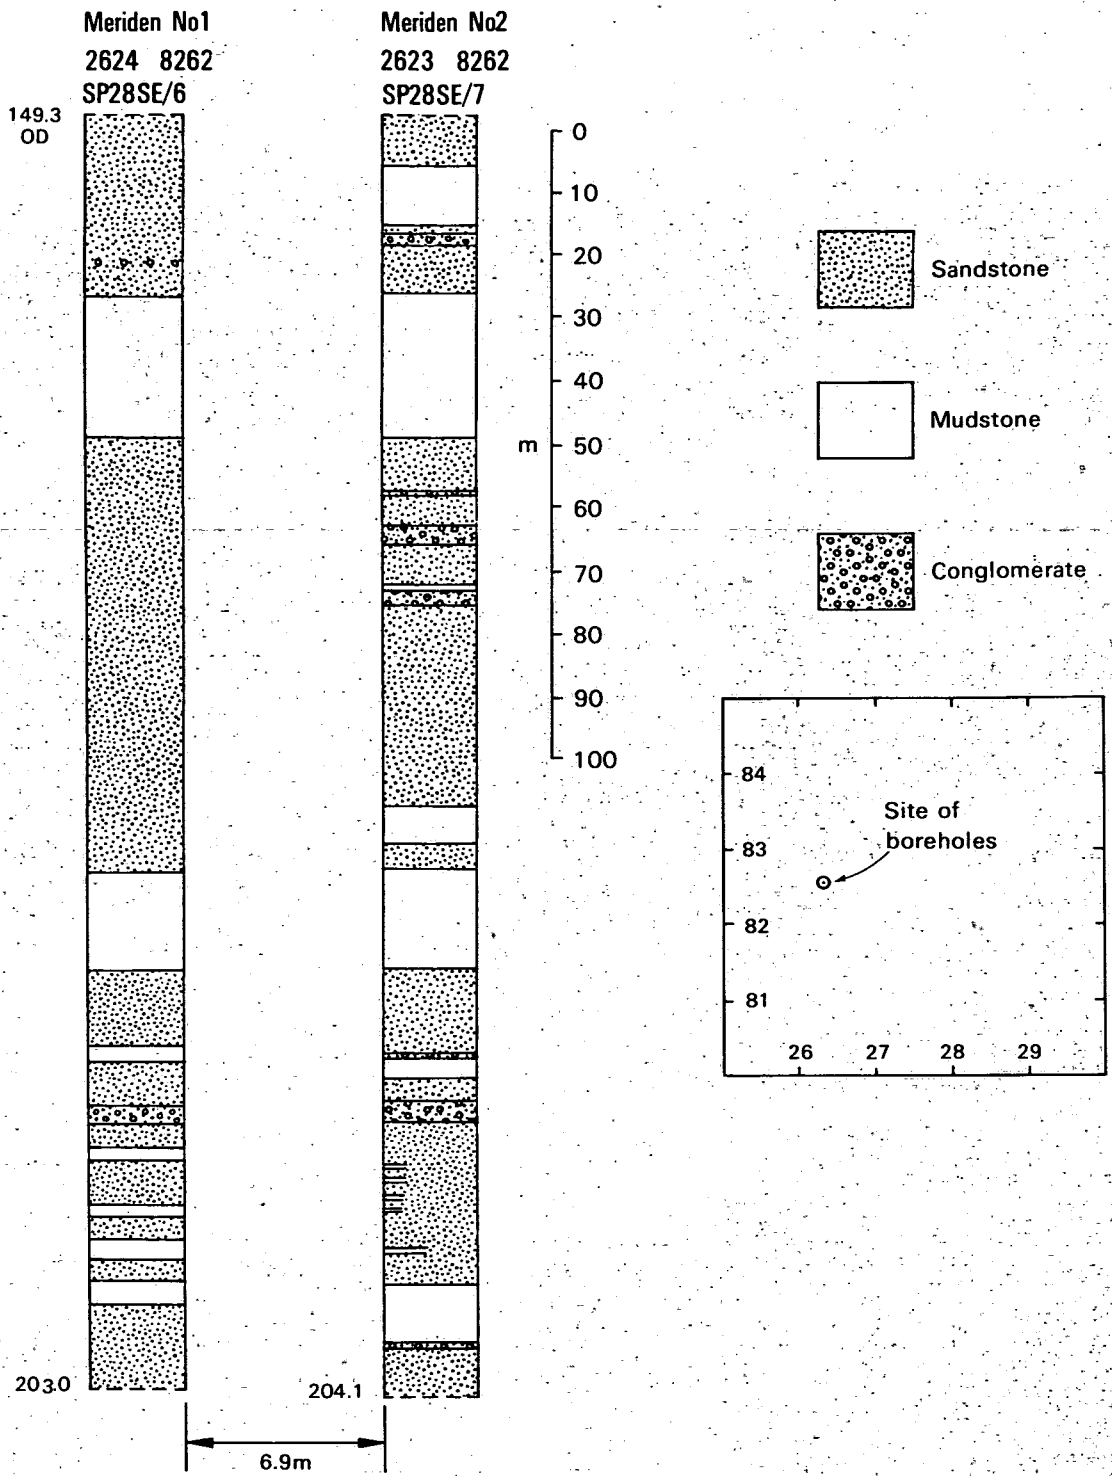 Meriden No1
2624 8262
SP28SE/6
Meriden No2
2623 8262
SP28SE/7
149.3
OD
0
10
20
30
40
m
50
60
70
80
90
100
Sandstone
Mudstone
Conglomerate
84
83
82
81
26 27 28 29
Site of
boreholes
203.0
204.1
6.9m